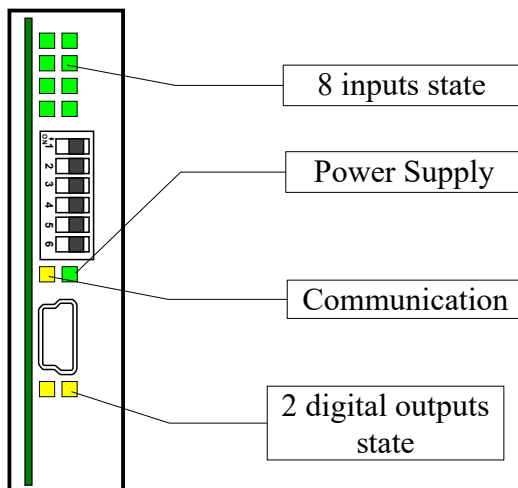 8 inputs state
ON
1
2
3
4
5
6
Power Supply
Communication
2 digital outputs
state